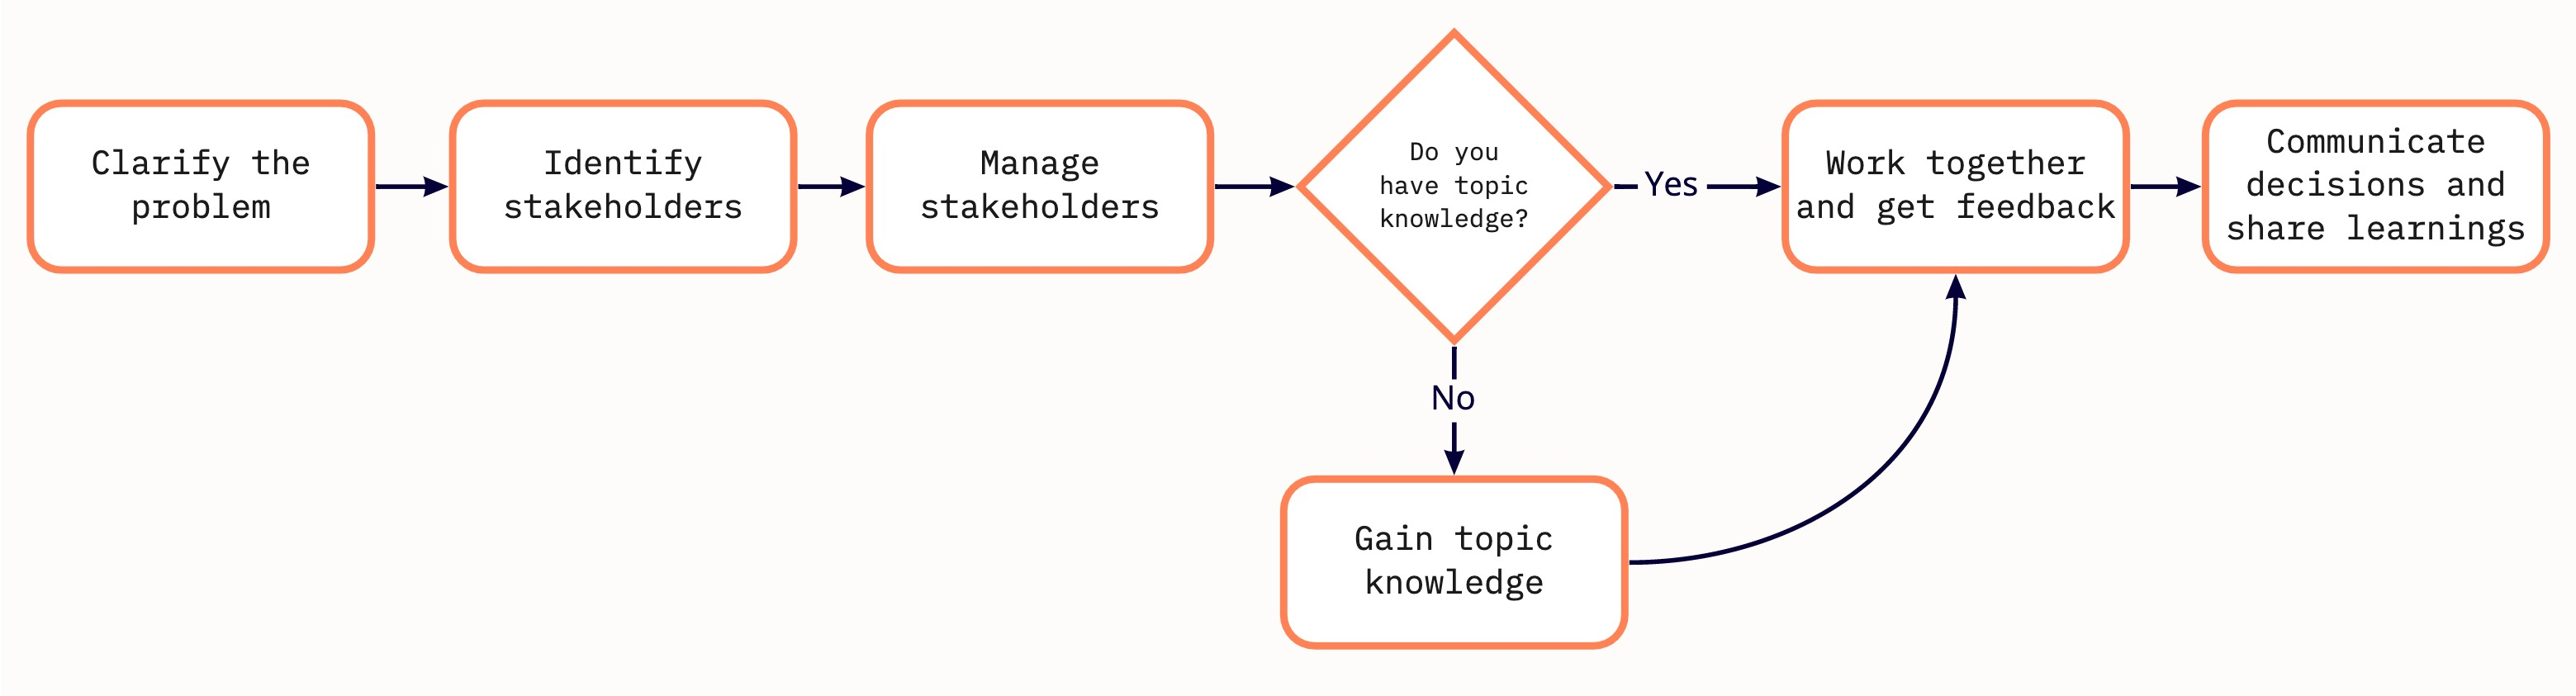 Clarify the
problem
Identify
stakeholders
Manage
stakeholders
Do you
have topic
knowledge?
Yes
Work together
and get feedback
Communicate
decisions and
share learnings
No
Gain topic
knowledge